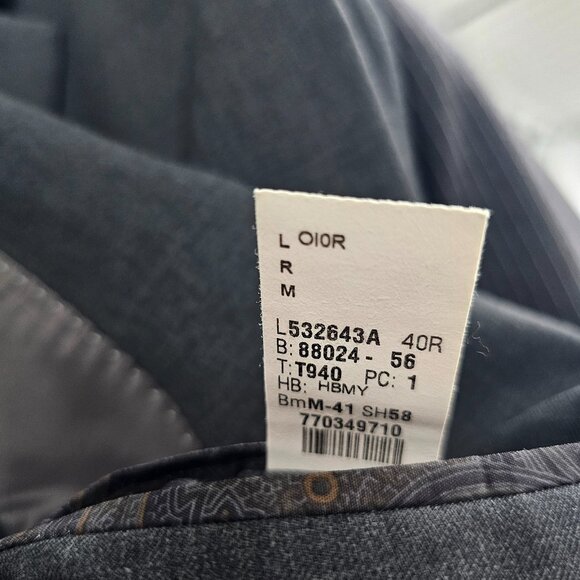 L OI0R
R
M
L532643A 40R
B: 88024- 56
T: T940 PC: 1
HB: HBMY
BmM-41 SH58
770349710